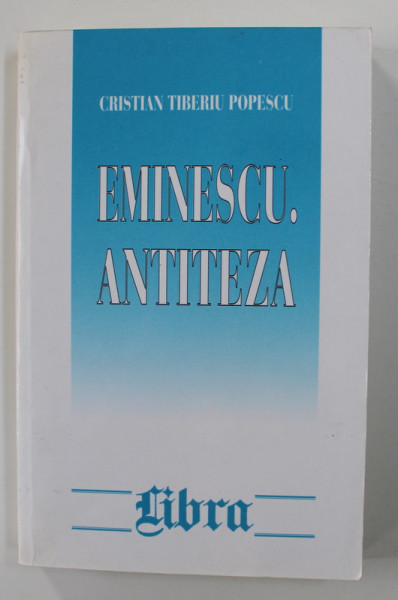 CRISTIAN TIBERIU POPESCU
EMINESCU.
ANTITEZA
Libra